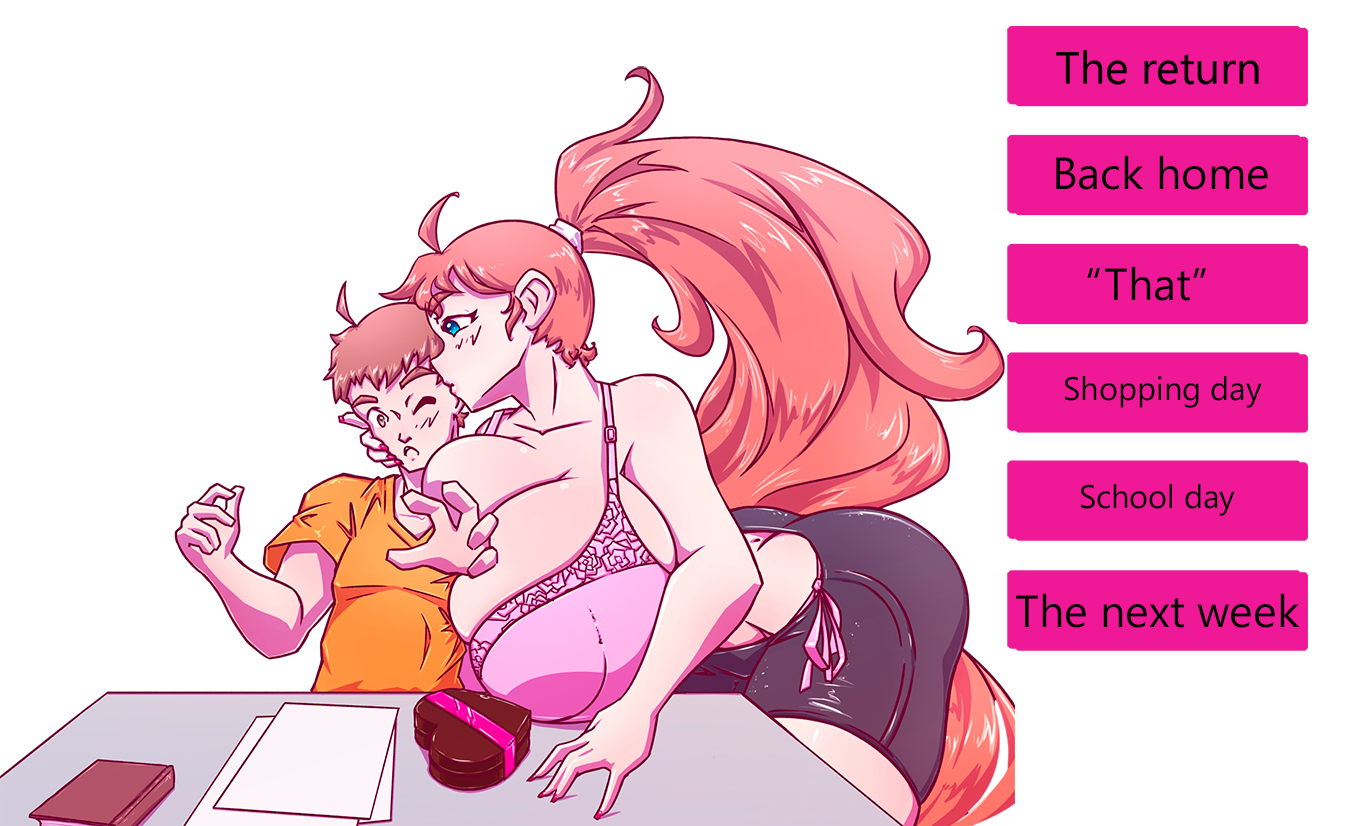 The return
Back home
“That”
Shopping day
School day
The next week